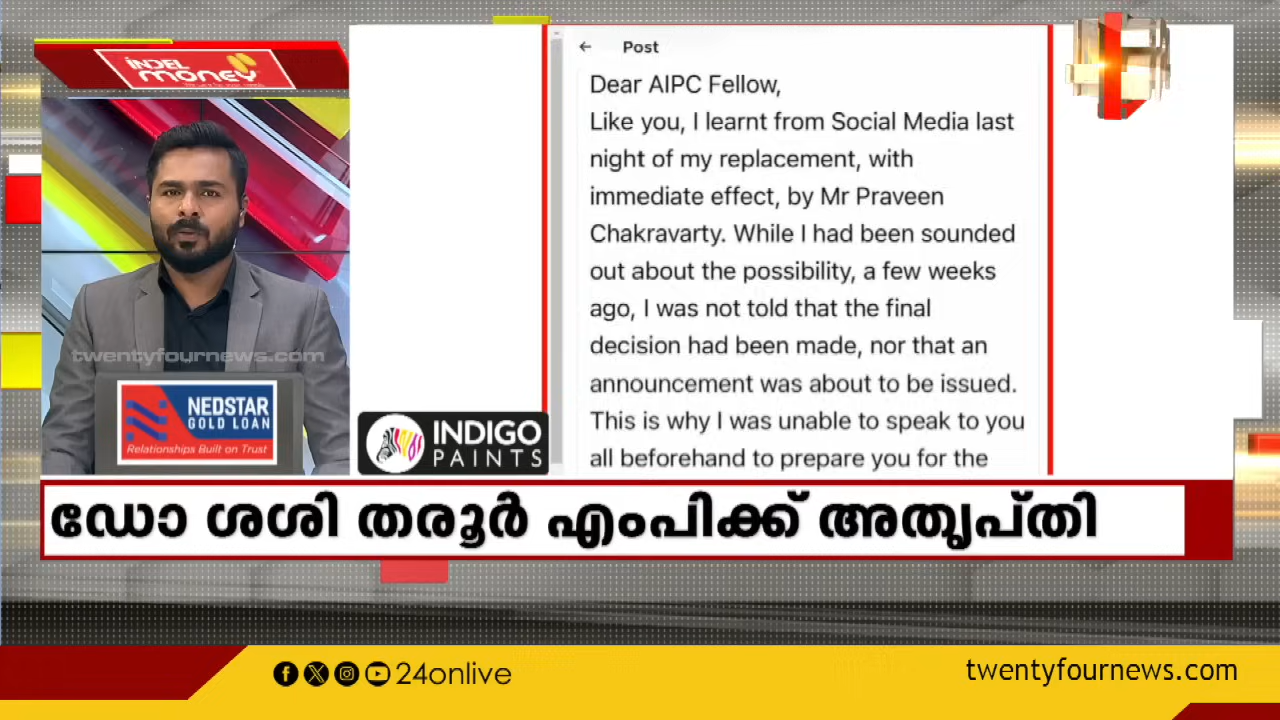 INDEL
money
← Post
Dear AIPC Fellow,
Like you, I learnt from Social Media last
night of my replacement, with
immediate effect, by Mr Praveen
Chakravarty. While I had been sounded
out about the possibility, a few weeks
ago, I was not told that the final
decision had been made, nor that an
announcement was about to be issued.
This is why I was unable to speak to you
all beforehand to prepare you for the
twentyfournews.com
NEDSTAR
GOLD LOAN
Relationships Built on Trust
INDIGO
PAINTS
ഡോ ശശി തരൂർ എംപിക്ക് അതൃപ്തി
24onlive
twentyfournews.com